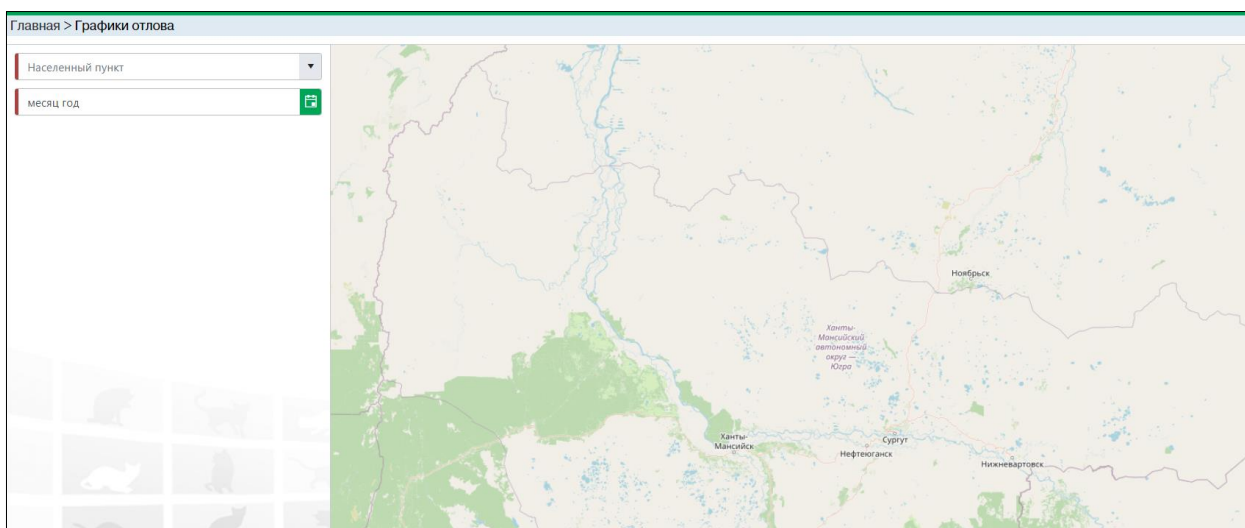 Главная > Графики отлова
Населенный пункт
месяц год
Ноябрьск
Ханты-
Мансийский
автономный
округ —
Югра
Ханты-
Мансийск
Сургут
Нефтеюганск
Нижневартовск